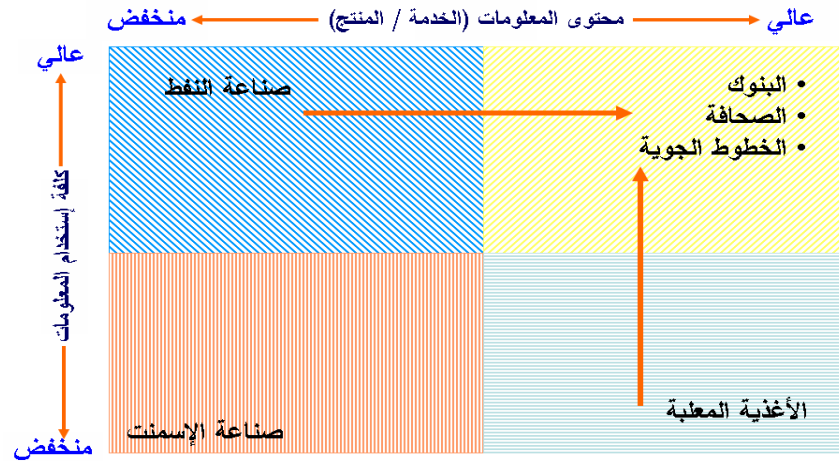 عالي
محتوى المعلومات (الخدمة / المنتج)
منخفض
عالي
كلفة إستخدام المعلومات
منخفض
• البنوك
• الصحافة
• الخطوط الجوية
صناعة النفط
الأغذية المعلبة
صناعة الإسمنت